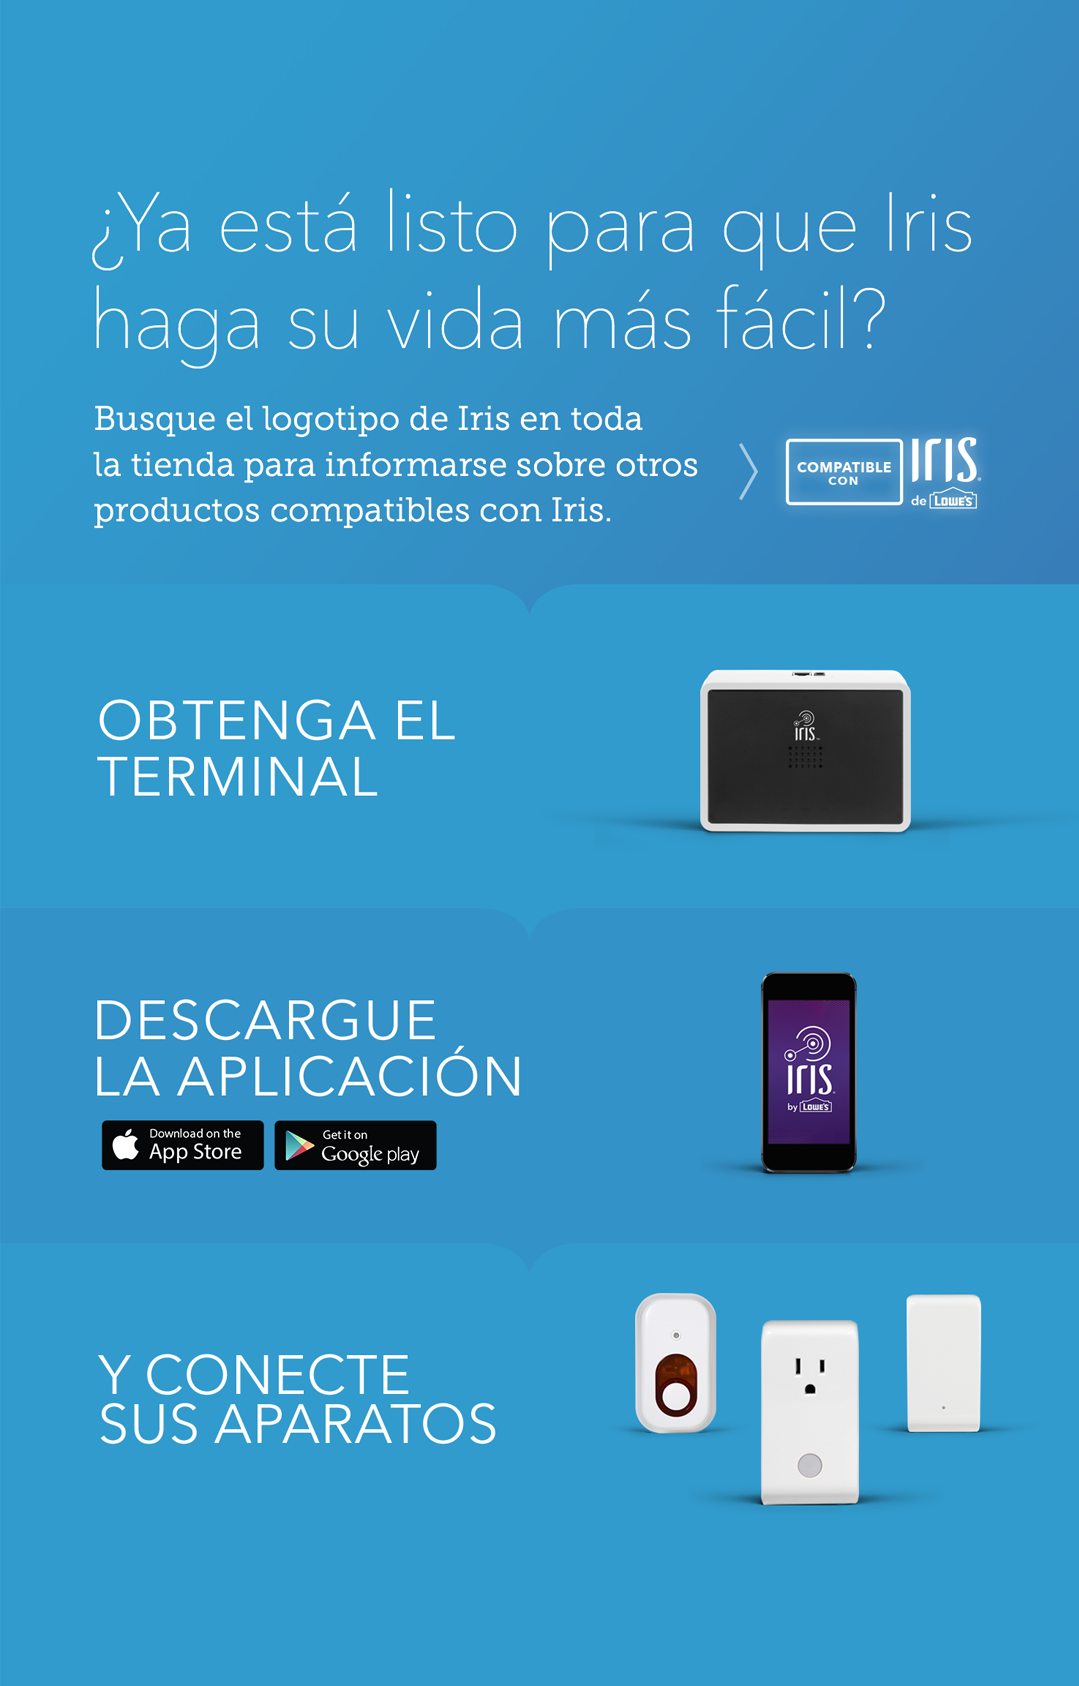 ¿Ya está listo para que Iris
haga su vida más fácil?
Busque el logotipo de Iris en toda
la tienda para informarse sobre otros
productos compatibles con Iris.
COMPATIBLE
CON
IRIS
de LOWE'S
OBTENGA EL
TERMINAL
IRIS
DESCARGUE
LA APLICACIÓN
Download on the
App Store
Get it on
Google play
IRIS
by LOWE'S
Y CONECTE
SUS APARATOS